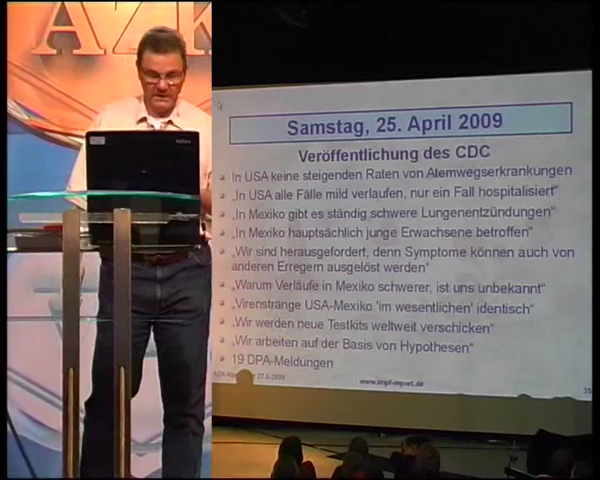 AZK
Samstag, 25. April 2009
Veröffentlichung des CDC
„In USA keine steigenden Raten von Atemwegserkrankungen
„In USA alle Fälle mild verlaufen, nur ein Fall hospitalisiert"
„In Mexiko gibt es ständig schwere Lungenentzündungen"
„In Mexiko hauptsächlich junge Erwachsene betroffen"
„Wir sind herausgefordert, denn Symptome können auch von
anderen Erregern ausgelöst werden"
„Warum Verläufe in Mexiko schwerer, ist uns unbekannt"
„Virenstränge USA-Mexiko 'im wesentlichen' identisch"
„Wir werden neue Testkits weltweit verschicken"
„Wir arbeiten auf der Basis von Hypothesen"
19 DPA-Meldungen.
www.impf-report.de
35